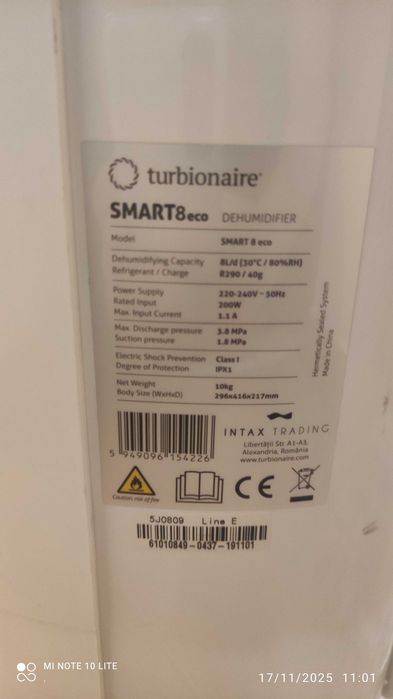 turbionaire®
SMART8eco DEHUMIDIFIER
Model SMART 8 eco
Dehumidifying Capacity 8L/d (30°C / 80%RH)
Refrigerant / Charge R290 / 40g
Power Supply 220-240V ~ 50Hz
Rated Input 200W
Max. Input Current 1.1 A
Max. Discharge pressure 3.8 MPa
Suction pressure 1.8 MPa
Electric Shock Prevention Class I
Degree of Protection IPX1
Net Weight 10kg
Body Size (WxHxD) 296x416x217mm
Hermetically Sealed System
Made in China
5 949096 154226
INTAX TRADING
Libertății Str. A1-A3,
Alexandria, România
www.turbionaire.com
Caution, risk of fire
CE
5J0809 Line E
61010849-0437-191101
MI NOTE 10 LITE
17/11/2025 11:01